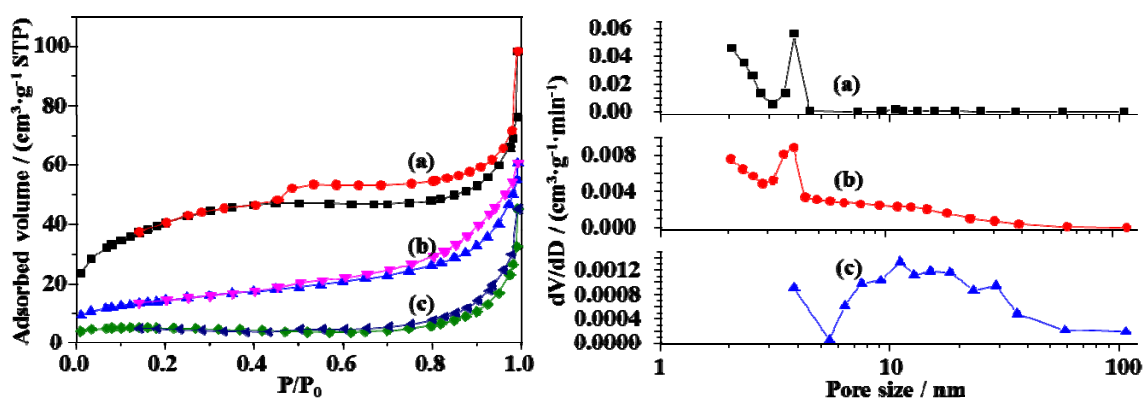 Adsorbed volume / (cm³·g⁻¹ STP)
100
80
60
40
20
0
(a)
(b)
(c)
0.0 0.2 0.4 0.6 0.8 1.0
P/P₀
dV/dD / (cm³·g⁻¹·min⁻¹)
0.06
0.04
0.02
0.00
(a)
0.008
0.004
0.000
(b)
0.0012
0.0008
0.0004
0.0000
(c)
1 10 100
Pore size / nm